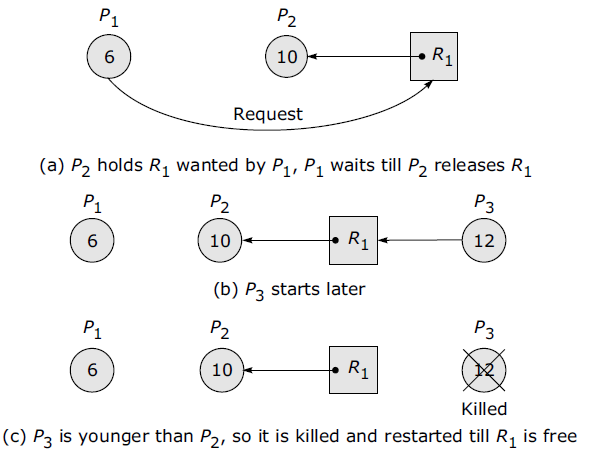 P1 P2
6 10 R1
Request
(a) P2 holds R1 wanted by P1, P1 waits till P2 releases R1
P1 P2 P3
6 10 R1 12
(b) P3 starts later
P1 P2 P3
6 10 R1 12
Killed
(c) P3 is younger than P2, so it is killed and restarted till R1 is free